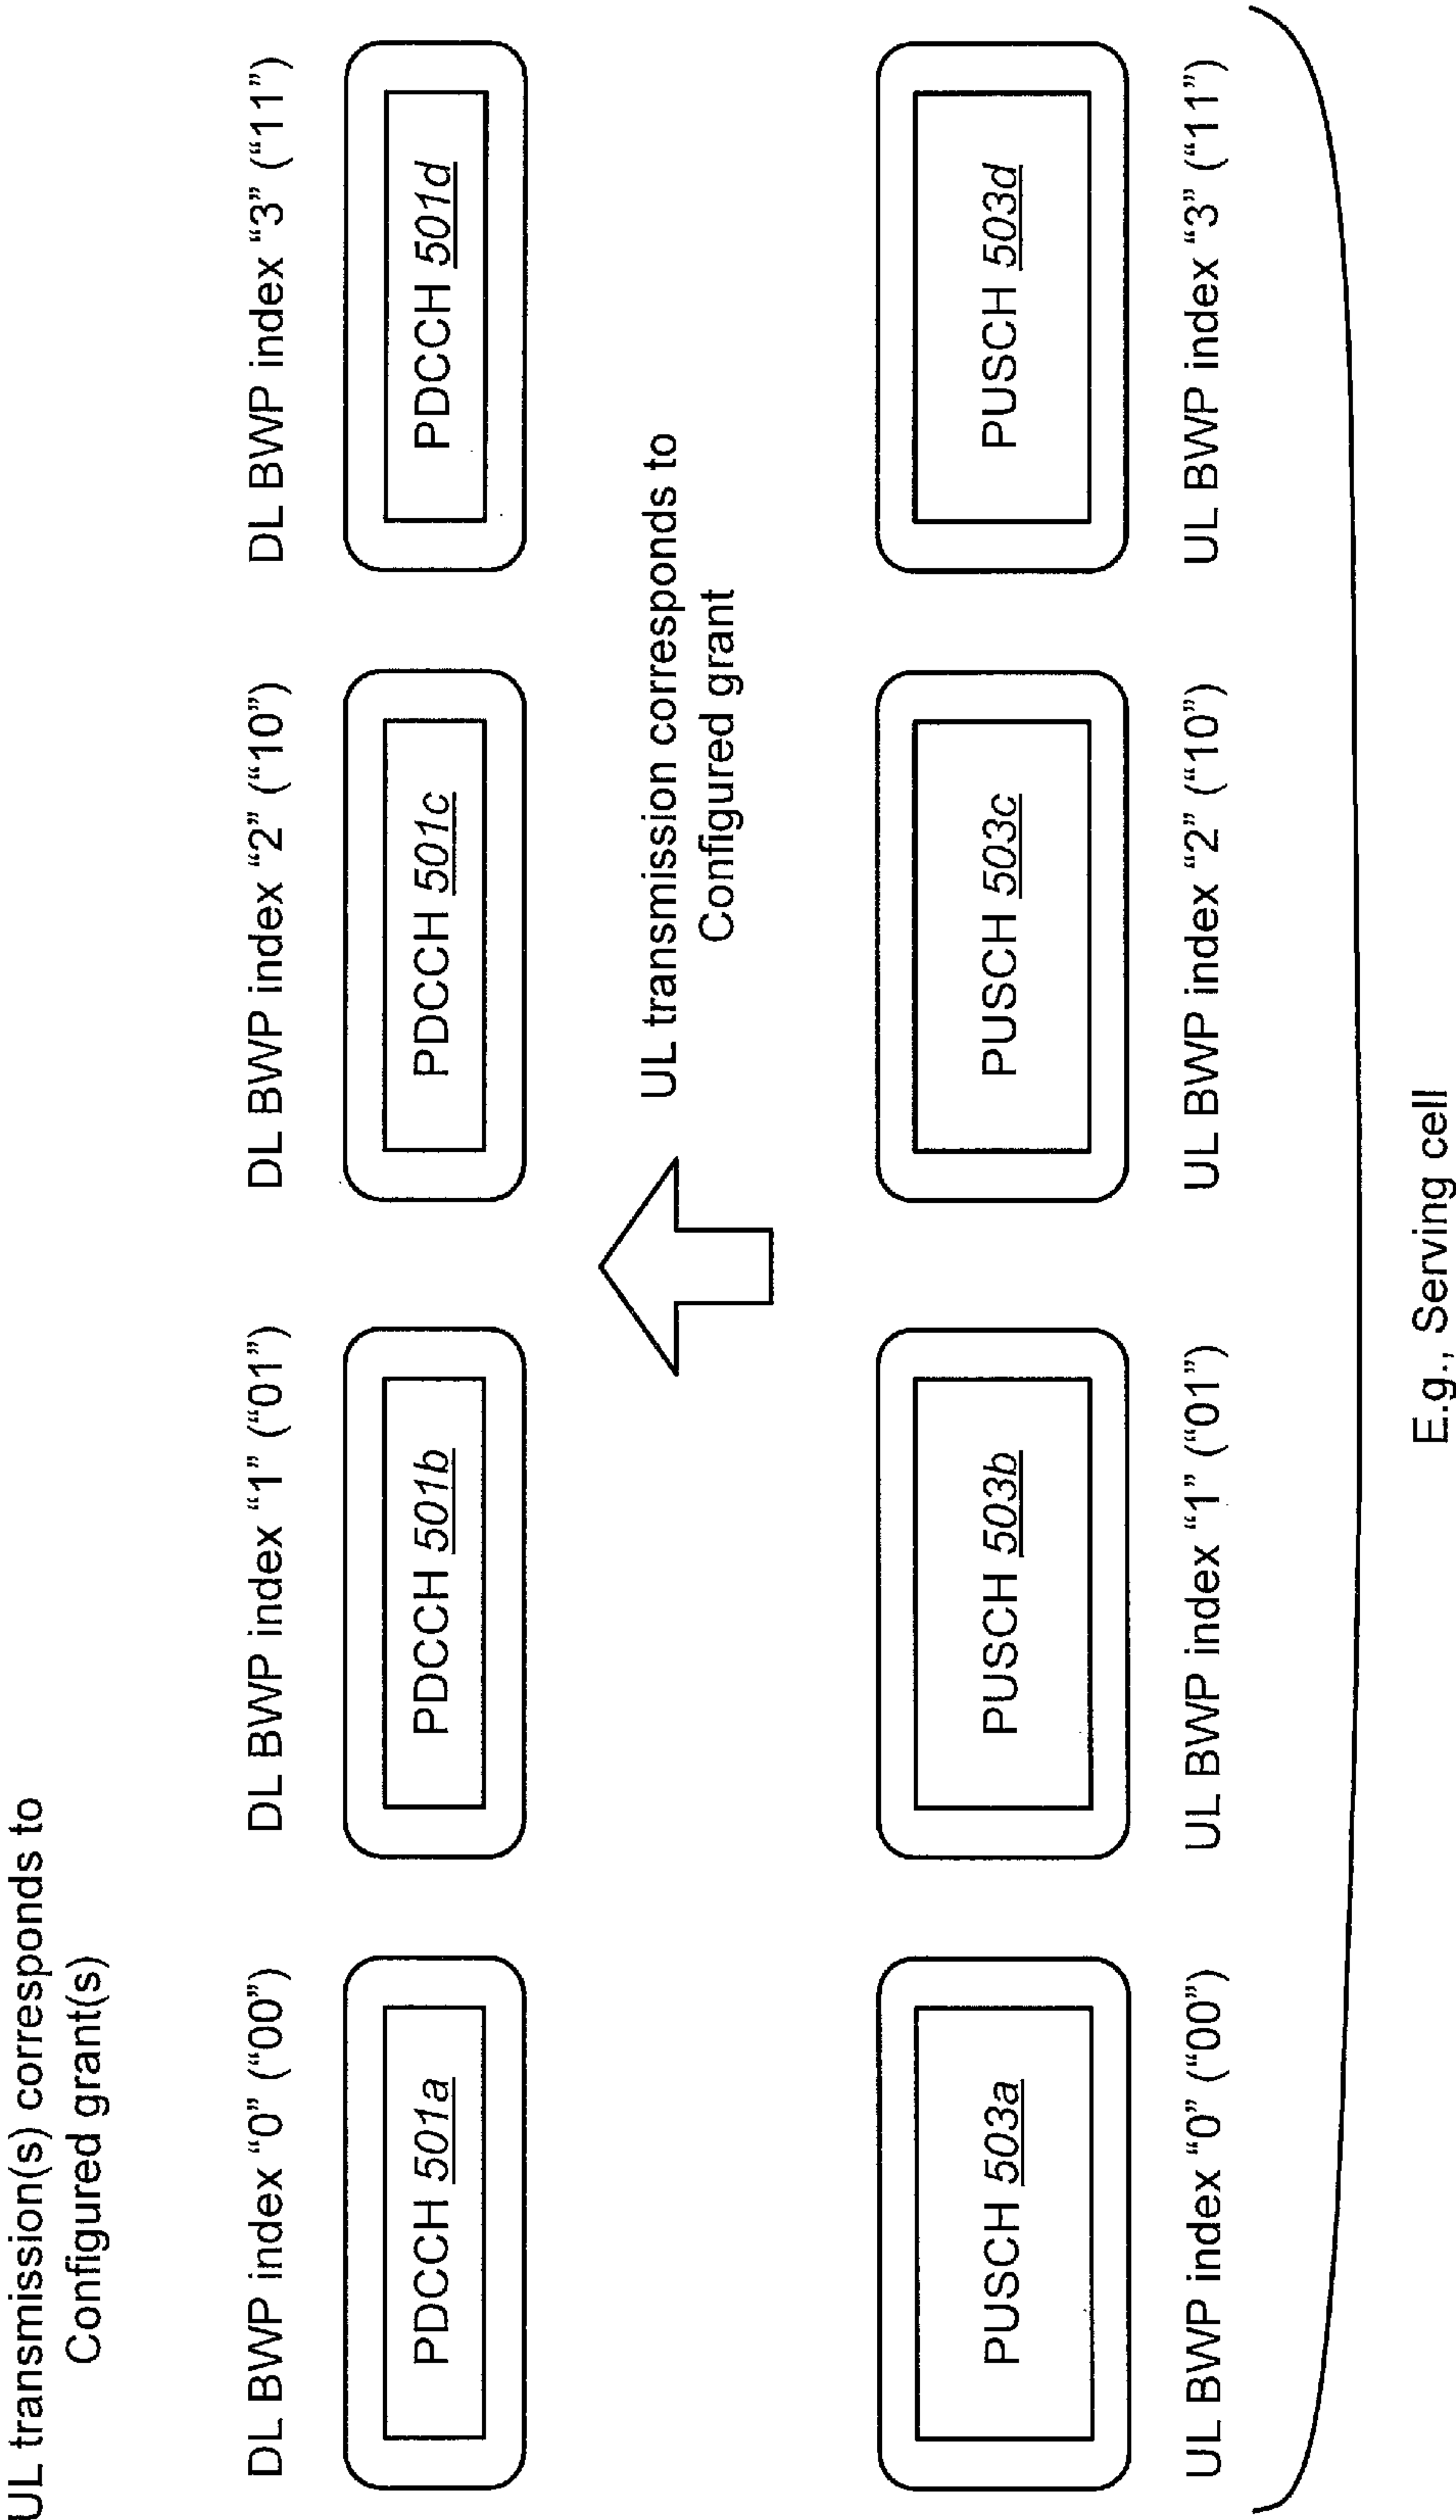 UL transmission(s) corresponds to
Configured grant(s)
DL BWP index “0” (“00”)
DL BWP index “1” (“01”)
DL BWP index “2” (“10”)
DL BWP index “3” (“11”)
PDCCH 501a
PDCCH 501b
PDCCH 501c
PDCCH 501d
UL transmission corresponds to
Configured grant
PUSCH 503a
PUSCH 503b
PUSCH 503c
PUSCH 503d
UL BWP index “0” (“00”)
UL BWP index “1” (“01”)
UL BWP index “2” (“10”)
UL BWP index “3” (“11”)
E.g., Serving cell